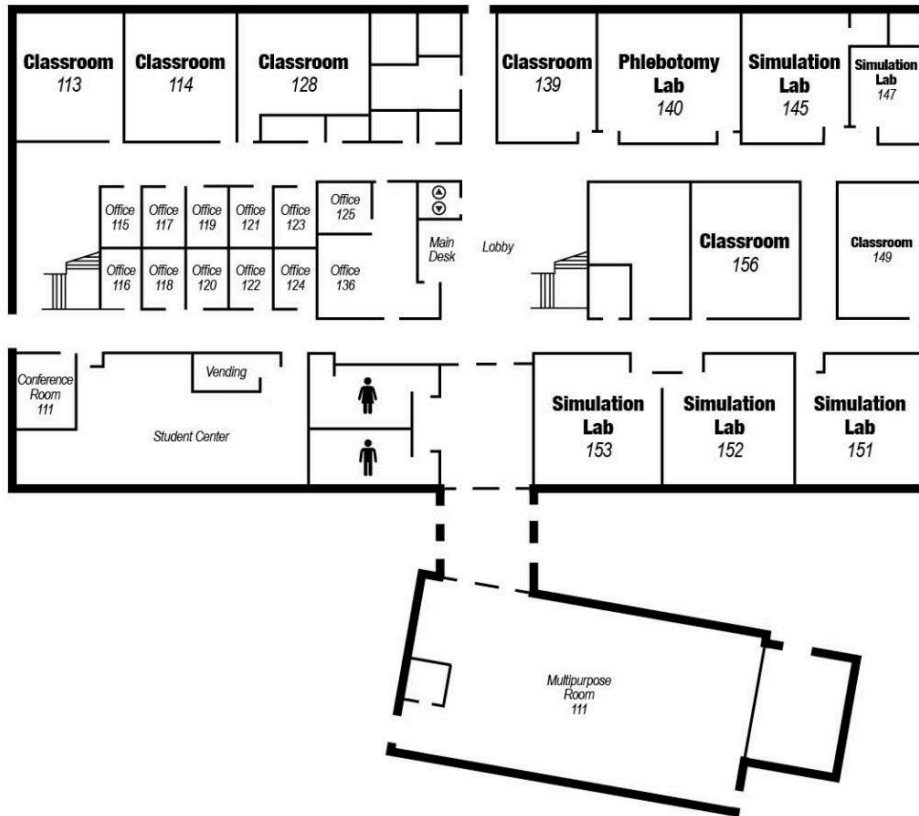 Classroom
113
Classroom
114
Classroom
128
Classroom
139
Phlebotomy
Lab
140
Simulation
Lab
145
Simulation
Lab
147
Office
115
Office
117
Office
119
Office
121
Office
123
Office
125
Office
116
Office
118
Office
120
Office
122
Office
124
Office
136
Main
Desk
Lobby
Classroom
156
Classroom
149
Conference
Room
111
Vending
Student Center
Simulation
Lab
153
Simulation
Lab
152
Simulation
Lab
151
Multipurpose
Room
111